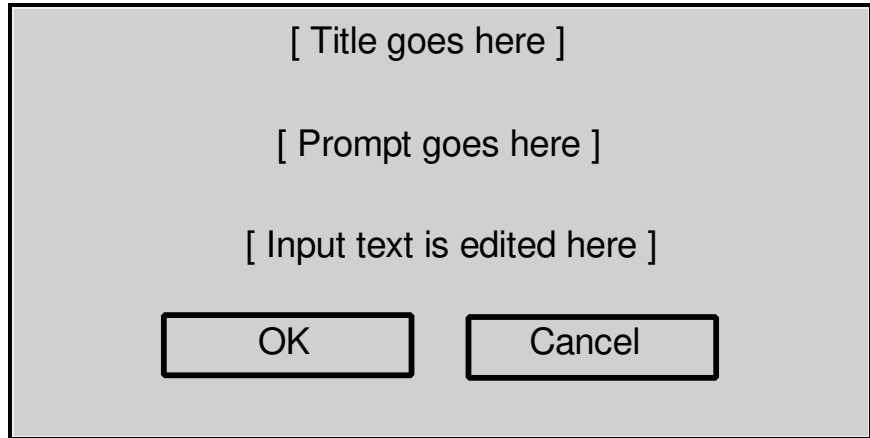 [ Title goes here ]
[ Prompt goes here ]
[ Input text is edited here ]
OK Cancel